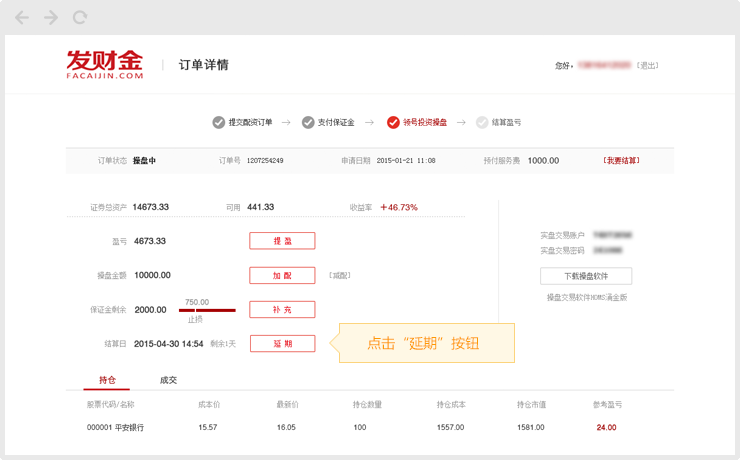 发财金
FACAIJIN.COM
订单详情
您好， [退出]
提交配资订单 支付保证金 领号投资操盘 结算盈亏
订单状态 操盘中 订单号 1207254249 申请日期 2015-01-21 11:08 预付服务费 1000.00 [我要结算]
证券总资产 14673.33 可用 441.33 收益率 +46.73%
盈亏 4673.33 提盈
操盘金额 10000.00 加配 [减配]
保证金剩余 2000.00 750.00 止损 补充
结算日 2015-04-30 14:54 剩余1天 延期
点击“延期”按钮
实盘交易账户
实盘交易密码
下载操盘软件
操盘交易软件HOMS涌金版
持仓 成交
股票代码/名称 成本价 最新价 持仓数量 持仓成本 持仓市值 参考盈亏
000001 平安银行 15.57 16.05 100 1557.00 1581.00 24.00